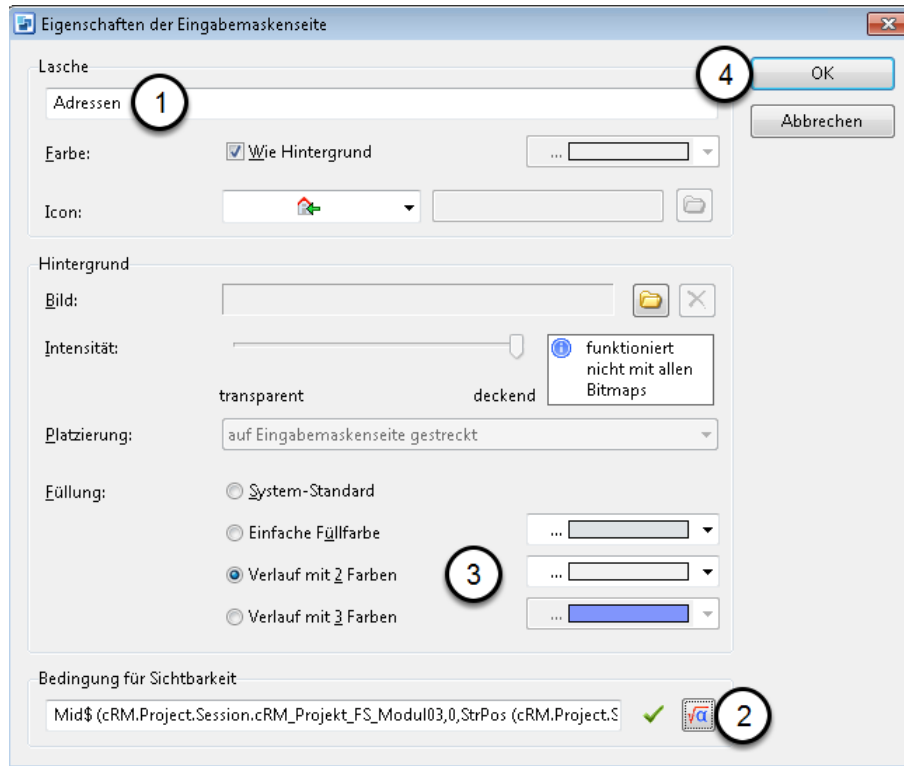 Eigenschaften der Eingabemaskenseite
Lasche
4
OK
Adressen
1
Abbrechen
Farbe:
Wie Hintergrund
...
Icon:
Hintergrund
Bild:
Intensität:
funktioniert
nicht mit allen
Bitmaps
transparent
deckend
Platzierung:
auf Eingabemaskenseite gestreckt
Füllung:
System-Standard
Einfache Füllfarbe
...
Verlauf mit 2 Farben
3
...
Verlauf mit 3 Farben
...
Bedingung für Sichtbarkeit
Mid$ (cRM.Project.Session.cRM_Projekt_FS_Modul03,0,StrPos (cRM.Project.S
√α
2